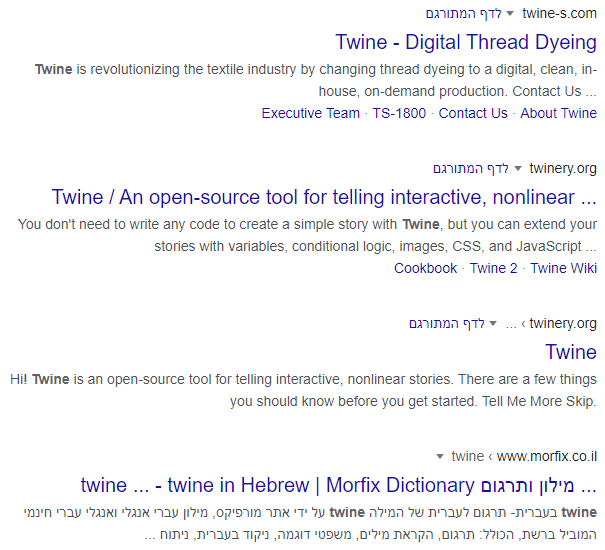 twine-s.com ▼ לדף המתורגם
Twine - Digital Thread Dyeing
Twine is revolutionizing the textile industry by changing thread dyeing to a digital, clean, in-
house, on-demand production. Contact Us ...
Executive Team · TS-1800 · Contact Us · About Twine
twinery.org ▼ לדף המתורגם
Twine / An open-source tool for telling interactive, nonlinear ...
You don't need to write any code to create a simple story with Twine, but you can extend your
stories with variables, conditional logic, images, CSS, and JavaScript ...
Cookbook · Twine 2 · Twine Wiki
twinery.org › ... ▼ לדף המתורגם
Twine
Hi! Twine is an open-source tool for telling interactive, nonlinear stories. There are a few things
you should know before you get started. Tell Me More Skip.
www.morfix.co.il › twine ▼
twine ... - twine in Hebrew | Morfix Dictionary מילון ותרגום ...
twine בעברית- תרגום לעברית של המילה twine על ידי אתר מורפיקס, מילון עברי אנגלי ואנגלי עברי חינמי
המוביל ברשת, הכולל: תרגום, הקראת מילים, משפטי דוגמה, ניקוד בעברית, ניתוח ...